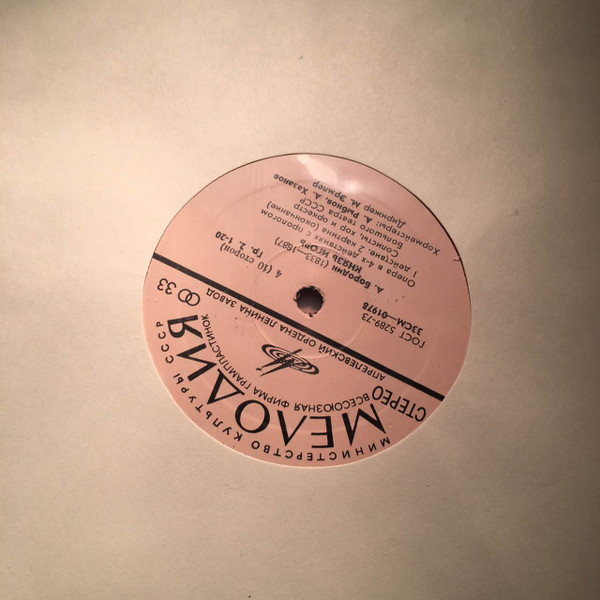 МИНИСТЕРСТВО КУЛЬТУРЫ СССР
МЕЛОДИЯ
ВСЕСОЮЗНАЯ ФИРМА ГРАМПЛАСТИНОК
СТЕРЕО
33
АПРЕЛЕВСКИЙ ОРДЕНА ЛЕНИНА ЗАВОД
ГОСТ 5289-73
33СМ—01978
4 (10 сторон)
Гр. 2. 1-20
А. Бородин (1833—1887)
КНЯЗЬ ИГОРЬ
Опера в 4-х действиях с прологом
I действие. 2 картина (окончание)
Солисты, хор и оркестр
Большого театра СССР
Хормейстеры: А. Рыбнов, А. Хазанов
Дирижер М. Эрмлер